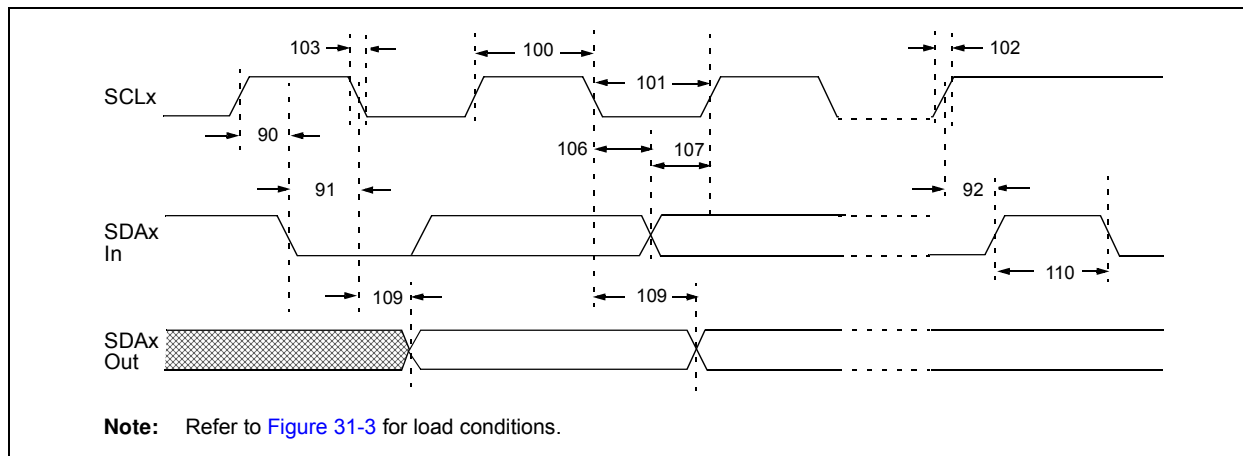 103
100
102
101
SCLx
90
106
107
91
92
SDAx
In
110
109
109
SDAx
Out
Note: Refer to Figure 31-3 for load conditions.